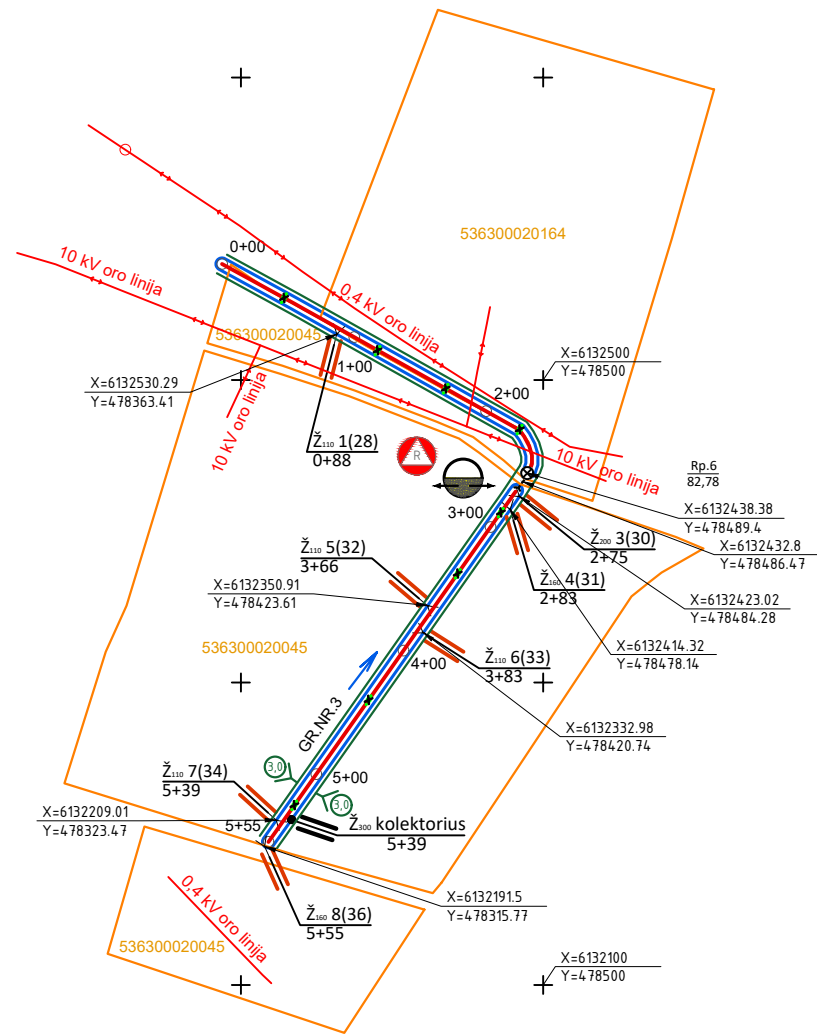 536300020164
0+00
10 kV oro linija
0,4 kV oro linija
536300020045
1+00
X=6132500
Y=478500
X=6132530.29
Y=478363.41
2+00
10 kV oro linija
Ž110 1(28)
0+88
R
10 kV oro linija
Rp.6
82,78
X=6132438.38
Y=478489.4
3+00
Ž200 3(30)
2+75
X=6132432.8
Y=478486.47
Ž110 5(32)
3+66
Ž160 4(31)
2+83
X=6132350.91
Y=478423.61
X=6132423.02
Y=478484.28
536300020045
X=6132414.32
Y=478478.14
4+00
Ž110 6(33)
3+83
GR.NR.3
X=6132332.98
Y=478420.74
Ž110 7(34)
5+39
3,0
5+00
3,0
X=6132209.01
Y=478323.47
5+55
Ž300 kolektorius
5+39
X=6132191.5
Y=478315.77
0,4 kV oro linija
Ž160 8(36)
5+55
536300020045
X=6132100
Y=478500